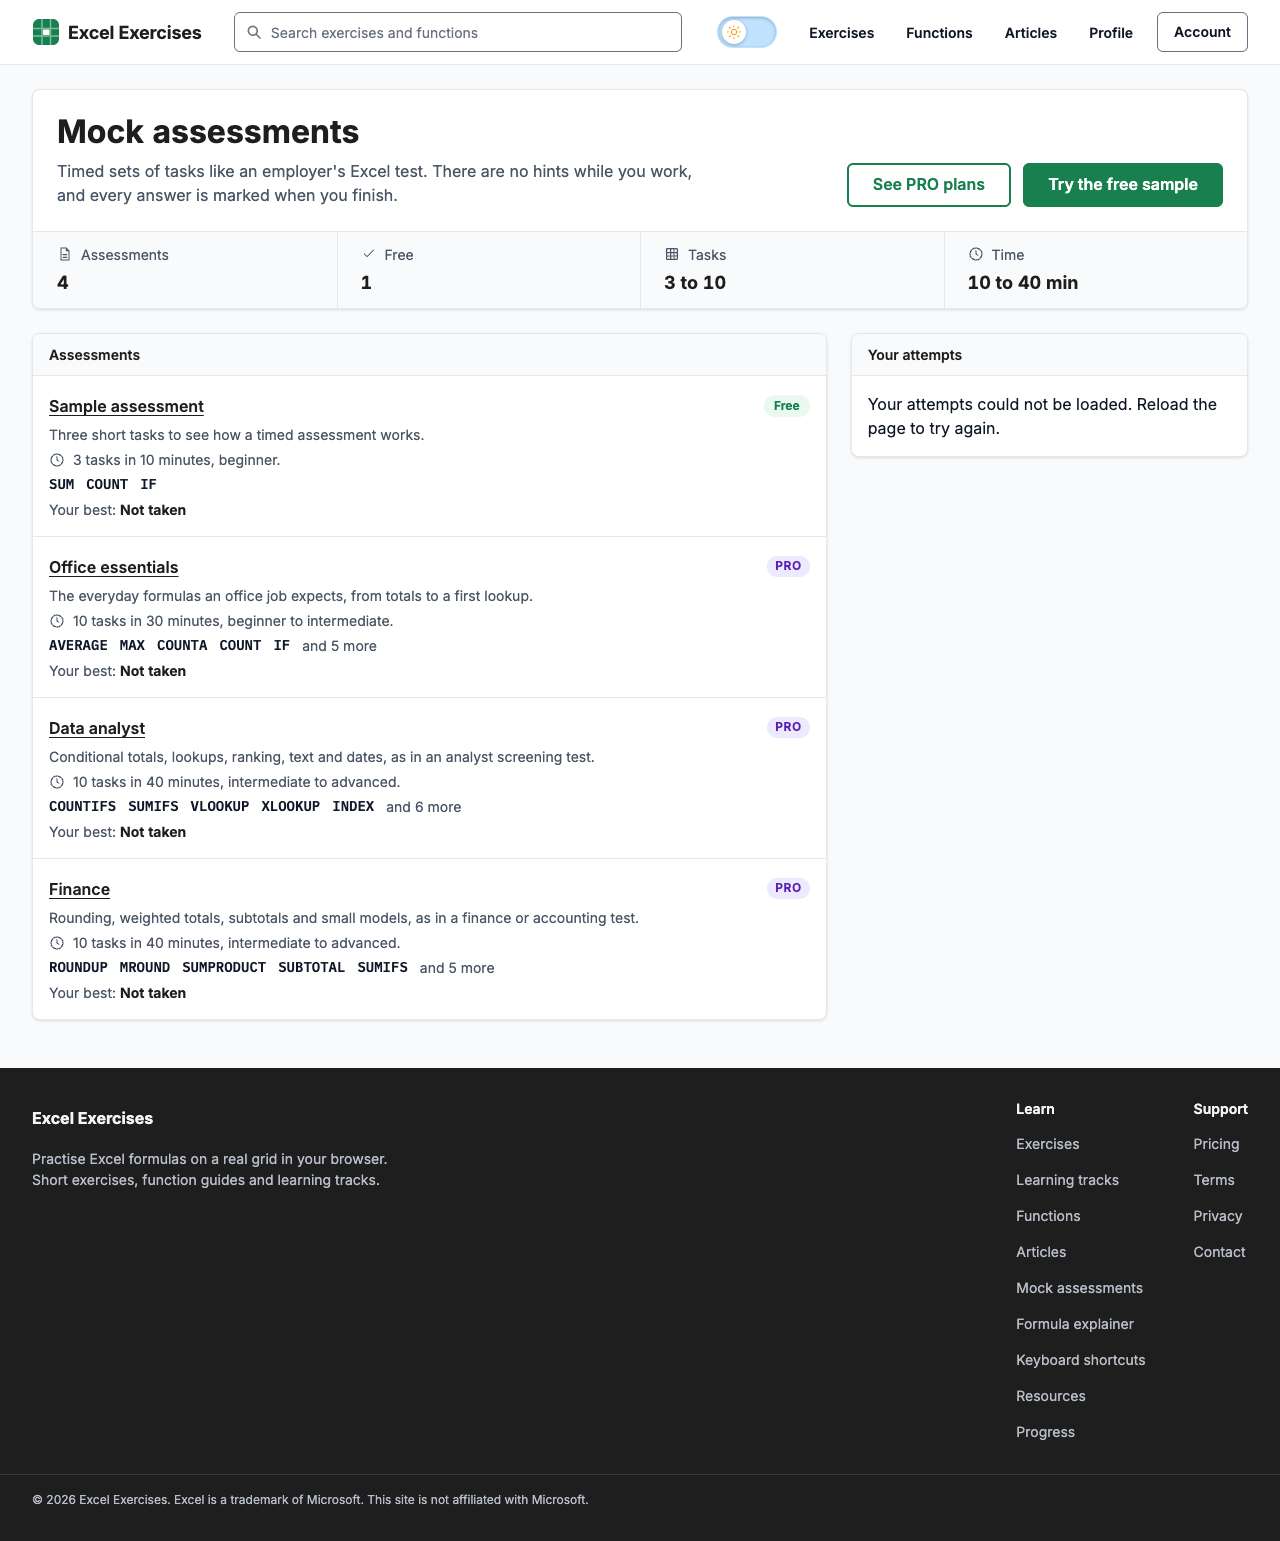 Excel Exercises
Search exercises and functions
Exercises
Functions
Articles
Profile
Account
Mock assessments
Timed sets of tasks like an employer's Excel test. There are no hints while you work,
and every answer is marked when you finish.
See PRO plans
Try the free sample
Assessments
4
Free
1
Tasks
3 to 10
Time
10 to 40 min
Assessments
Sample assessment
Free
Three short tasks to see how a timed assessment works.
3 tasks in 10 minutes, beginner.
SUM COUNT IF
Your best: Not taken
Office essentials
PRO
The everyday formulas an office job expects, from totals to a first lookup.
10 tasks in 30 minutes, beginner to intermediate.
AVERAGE MAX COUNTA COUNT IF and 5 more
Your best: Not taken
Data analyst
PRO
Conditional totals, lookups, ranking, text and dates, as in an analyst screening test.
10 tasks in 40 minutes, intermediate to advanced.
COUNTIFS SUMIFS VLOOKUP XLOOKUP INDEX and 6 more
Your best: Not taken
Finance
PRO
Rounding, weighted totals, subtotals and small models, as in a finance or accounting test.
10 tasks in 40 minutes, intermediate to advanced.
ROUNDUP MROUND SUMPRODUCT SUBTOTAL SUMIFS and 5 more
Your best: Not taken
Your attempts
Your attempts could not be loaded. Reload the
page to try again.
Excel Exercises
Practise Excel formulas on a real grid in your browser.
Short exercises, function guides and learning tracks.
Learn
Exercises
Learning tracks
Functions
Articles
Mock assessments
Formula explainer
Keyboard shortcuts
Resources
Progress
Support
Pricing
Terms
Privacy
Contact
© 2026 Excel Exercises. Excel is a trademark of Microsoft. This site is not affiliated with Microsoft.